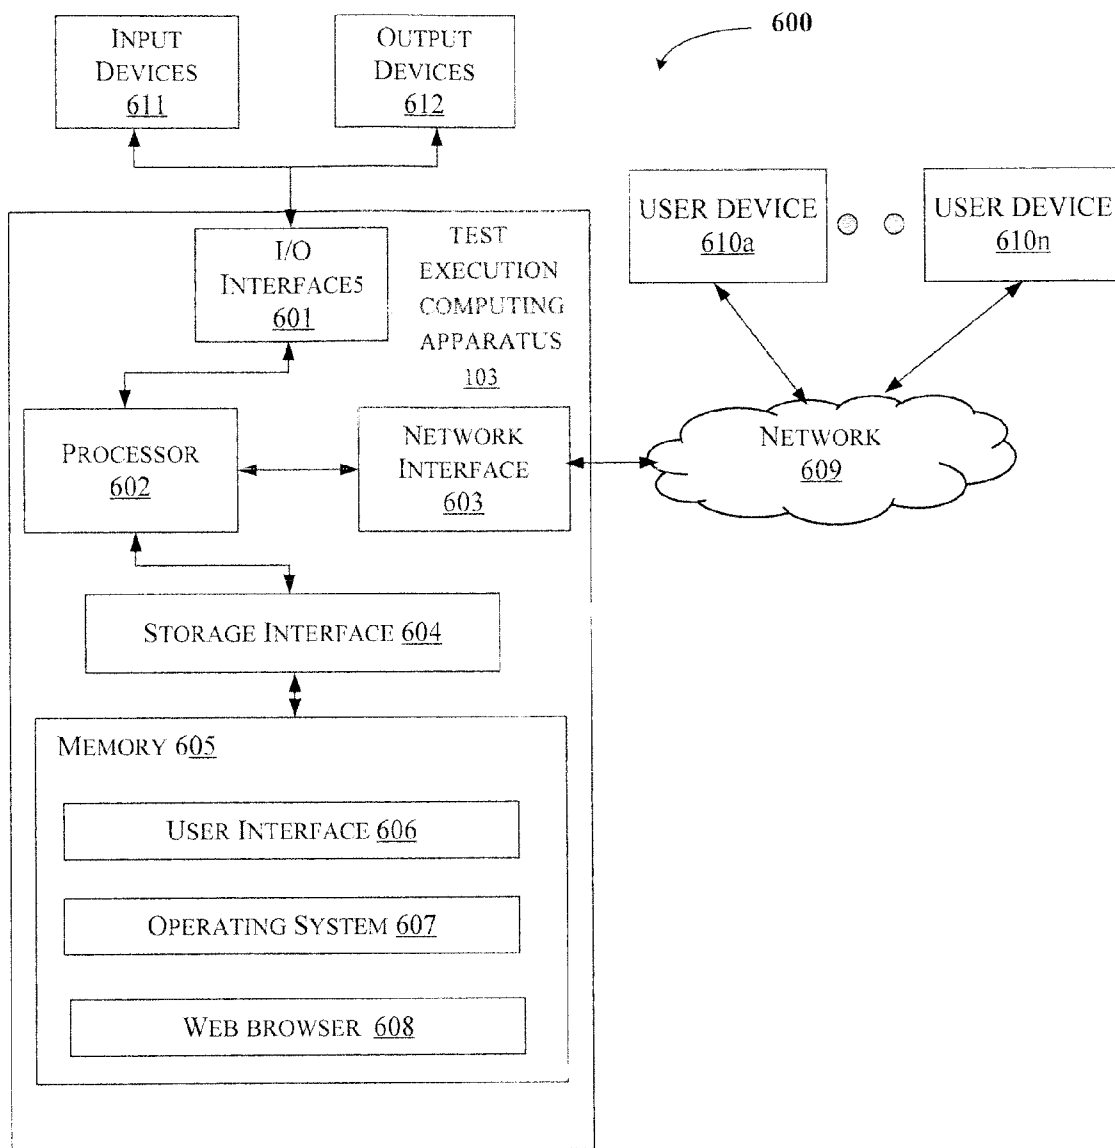 INPUT
DEVICES
611
OUTPUT
DEVICES
612
600
USER DEVICE
610a
USER DEVICE
610n
I/O
INTERFACE5
601
TEST
EXECUTION
COMPUTING
APPARATUS
103
PROCESSOR
602
NETWORK
INTERFACE
603
NETWORK
609
STORAGE INTERFACE 604
MEMORY 605
USER INTERFACE 606
OPERATING SYSTEM 607
WEB BROWSER 608